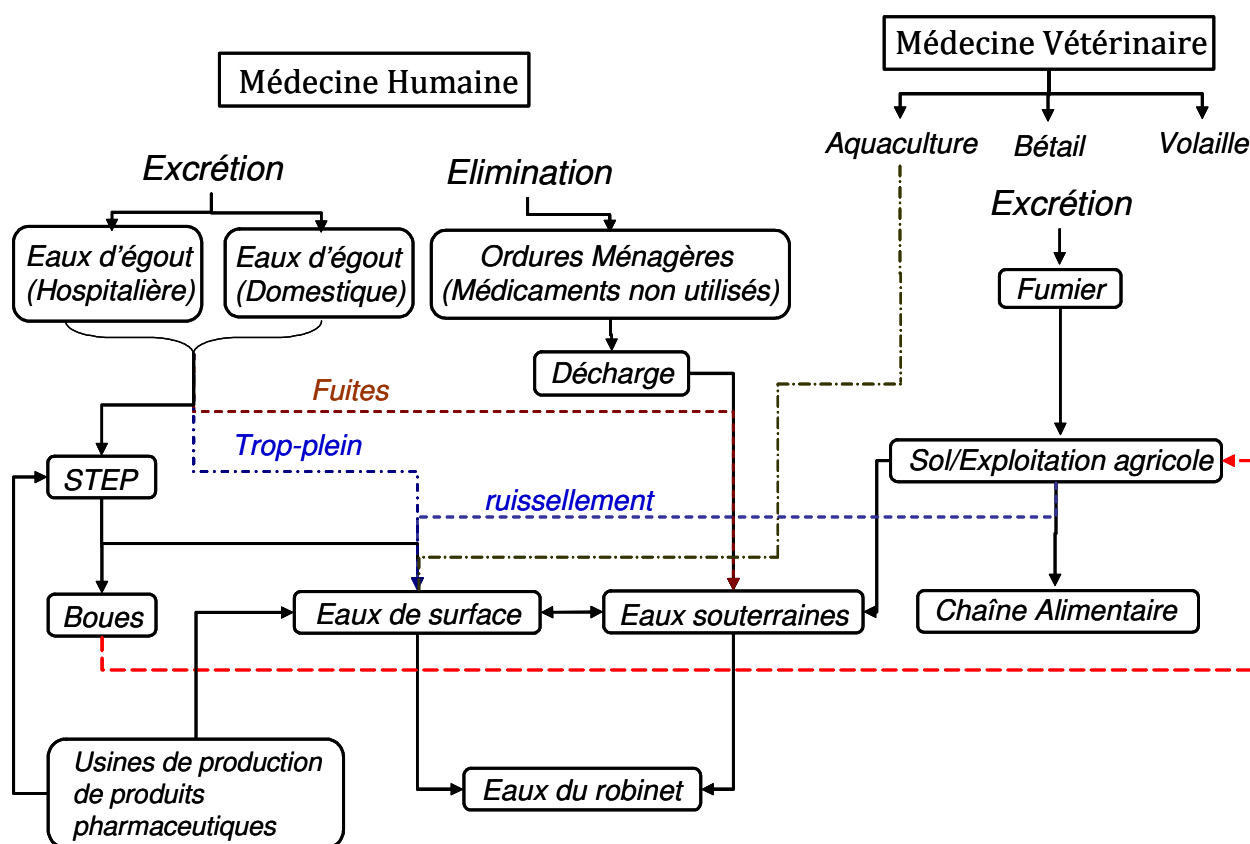 Médecine Vétérinaire
Médecine Humaine
Aquaculture
Bétail
Volaille
Excrétion
Elimination
Excrétion
Eaux d'égout
(Hospitalière)
Eaux d'égout
(Domestique)
Ordures Ménagères
(Médicaments non utilisés)
Fumier
Décharge
Fuites
Trop-plein
STEP
Sol/Exploitation agricole
ruissellement
Boues
Eaux de surface
Eaux souterraines
Chaîne Alimentaire
Usines de production
de produits
pharmaceutiques
Eaux du robinet